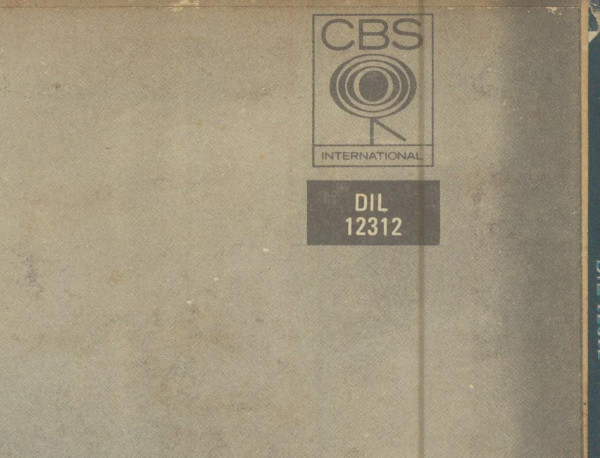 CBS
INTERNATIONAL
DIL
12312